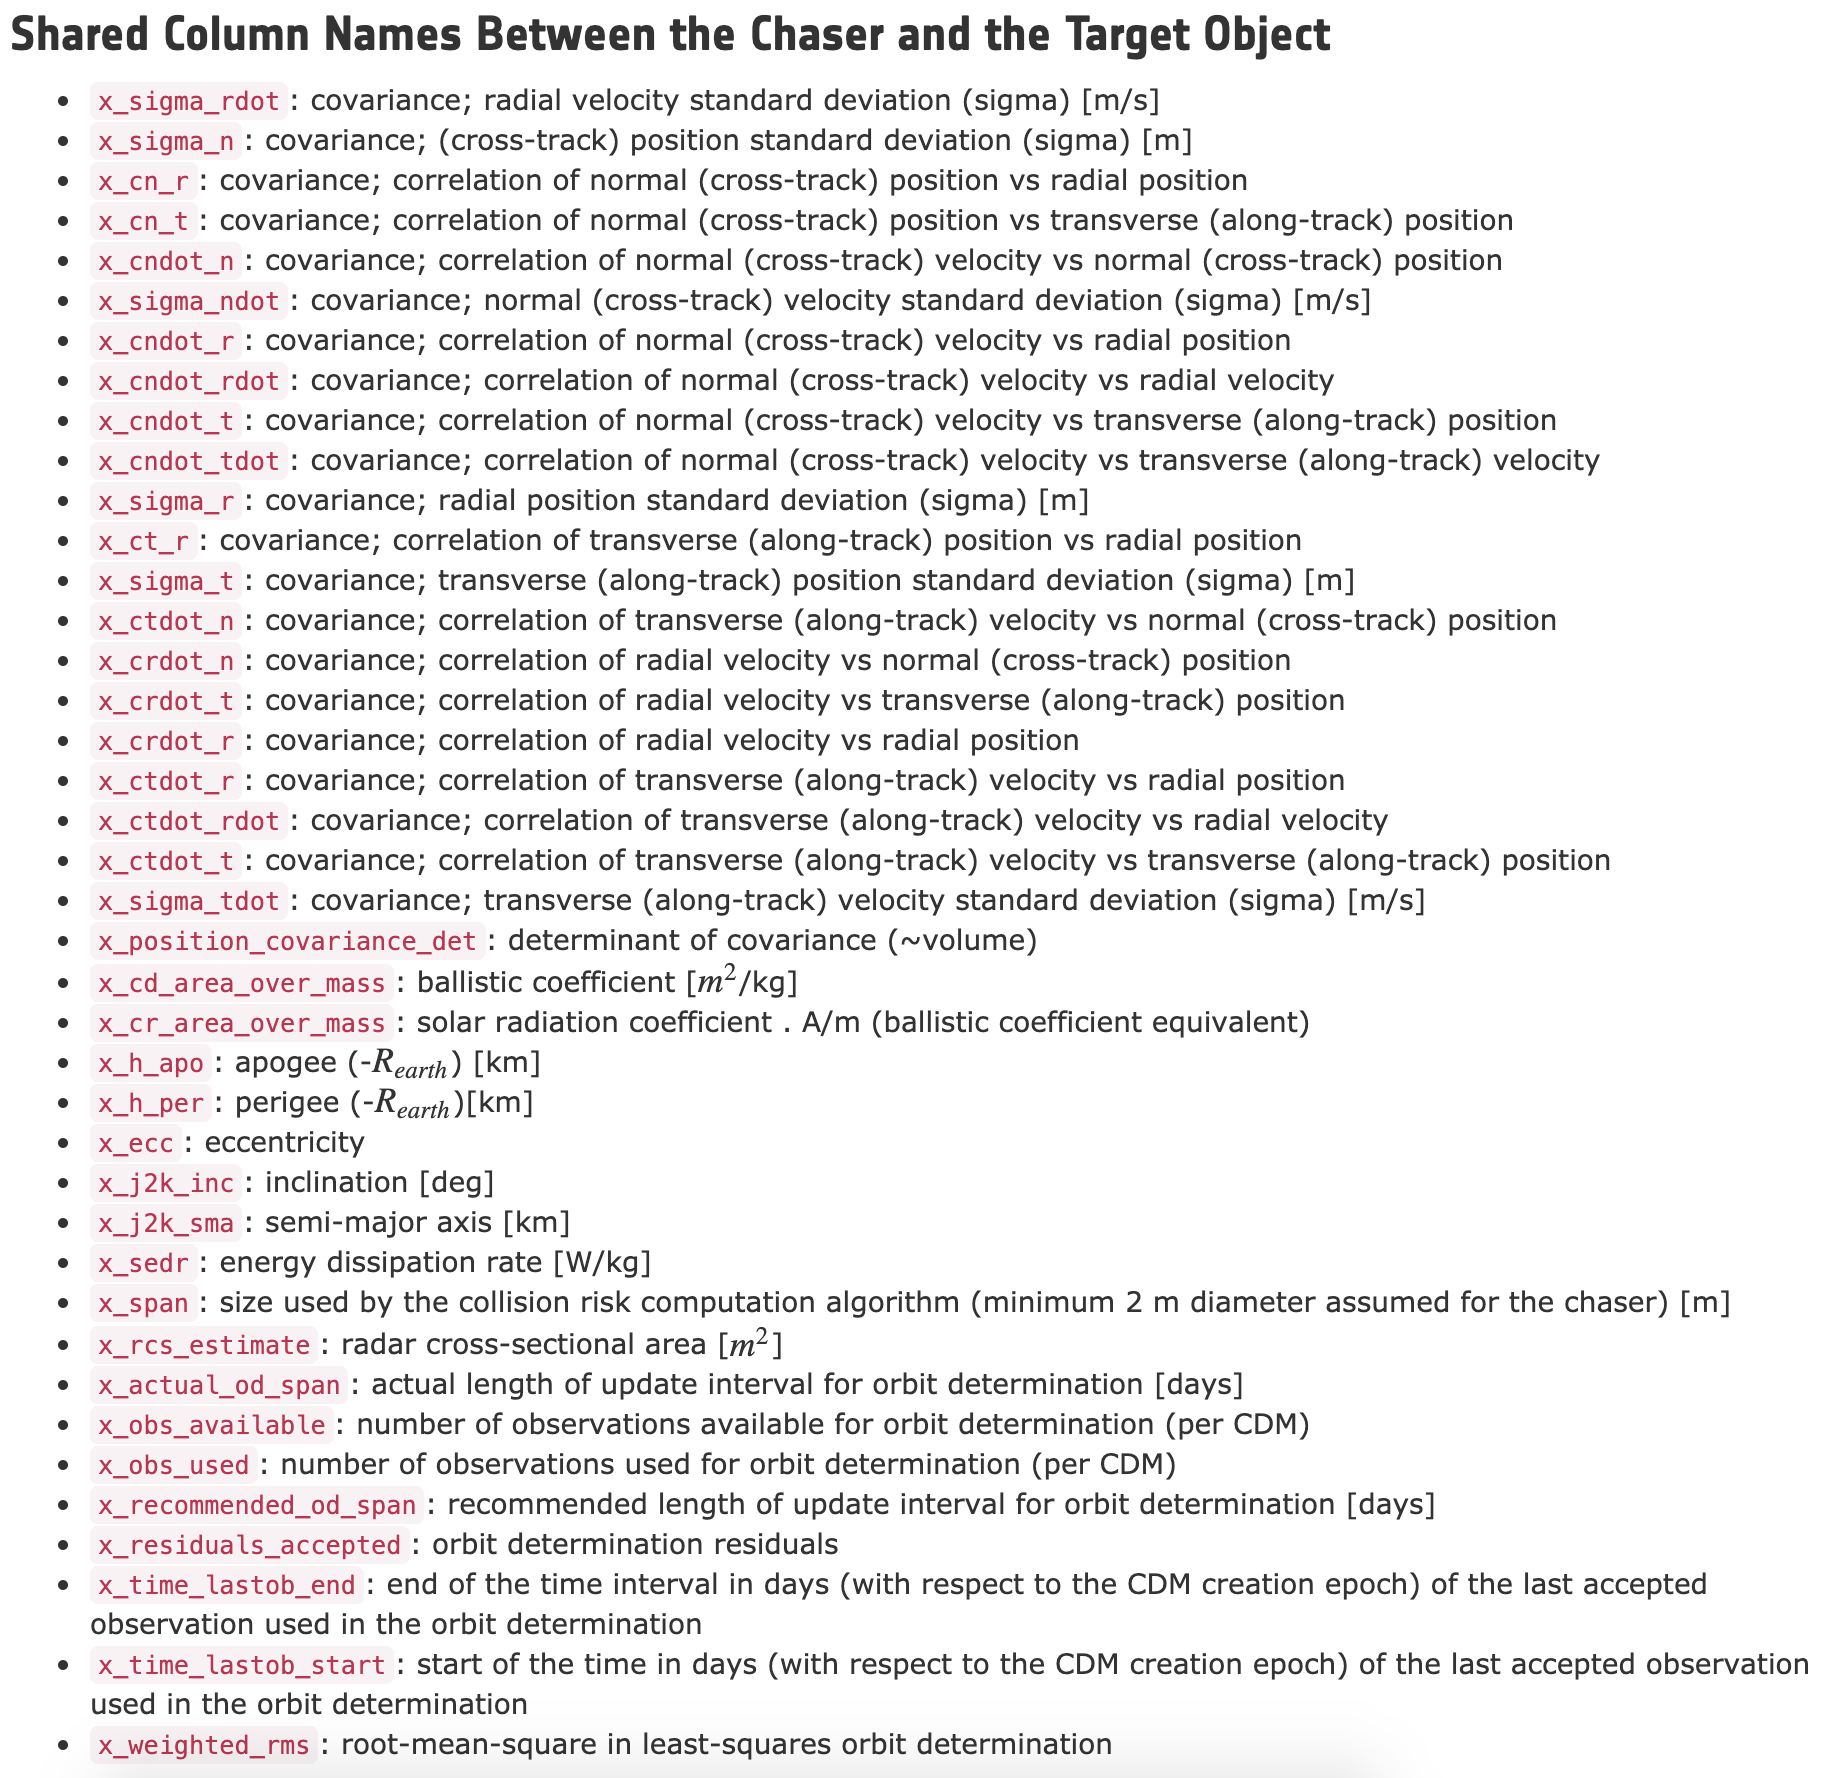 Shared Column Names Between the Chaser and the Target Object
x_sigma_rdot: covariance; radial velocity standard deviation (sigma) [m/s]
x_sigma_n: covariance; (cross-track) position standard deviation (sigma) [m]
x_cn_r: covariance; correlation of normal (cross-track) position vs radial position
x_cn_t: covariance; correlation of normal (cross-track) position vs transverse (along-track) position
x_cndot_n: covariance; correlation of normal (cross-track) velocity vs normal (cross-track) position
x_sigma_ndot: covariance; normal (cross-track) velocity standard deviation (sigma) [m/s]
x_cndot_r: covariance; correlation of normal (cross-track) velocity vs radial position
x_cndot_rdot: covariance; correlation of normal (cross-track) velocity vs radial velocity
x_cndot_t: covariance; correlation of normal (cross-track) velocity vs transverse (along-track) position
x_cndot_tdot: covariance; correlation of normal (cross-track) velocity vs transverse (along-track) velocity
x_sigma_r: covariance; radial position standard deviation (sigma) [m]
x_ct_r: covariance; correlation of transverse (along-track) position vs radial position
x_sigma_t: covariance; transverse (along-track) position standard deviation (sigma) [m]
x_ctdot_n: covariance; correlation of transverse (along-track) velocity vs normal (cross-track) position
x_crdot_n: covariance; correlation of radial velocity vs normal (cross-track) position
x_crdot_t: covariance; correlation of radial velocity vs transverse (along-track) position
x_crdot_r: covariance; correlation of radial velocity vs radial position
x_ctdot_r: covariance; correlation of transverse (along-track) velocity vs radial position
x_ctdot_rdot: covariance; correlation of transverse (along-track) velocity vs radial velocity
x_ctdot_t: covariance; correlation of transverse (along-track) velocity vs transverse (along-track) position
x_sigma_tdot: covariance; transverse (along-track) velocity standard deviation (sigma) [m/s]
x_position_covariance_det: determinant of covariance (~volume)
x_cd_area_over_mass: ballistic coefficient [m²/kg]
x_cr_area_over_mass: solar radiation coefficient . A/m (ballistic coefficient equivalent)
x_h_apo: apogee (-R_earth) [km]
x_h_per: perigee (-R_earth)[km]
x_ecc: eccentricity
x_j2k_inc: inclination [deg]
x_j2k_sma: semi-major axis [km]
x_sedr: energy dissipation rate [W/kg]
x_span: size used by the collision risk computation algorithm (minimum 2 m diameter assumed for the chaser) [m]
x_rcs_estimate: radar cross-sectional area [m²]
x_actual_od_span: actual length of update interval for orbit determination [days]
x_obs_available: number of observations available for orbit determination (per CDM)
x_obs_used: number of observations used for orbit determination (per CDM)
x_recommended_od_span: recommended length of update interval for orbit determination [days]
x_residuals_accepted: orbit determination residuals
x_time_lastob_end: end of the time interval in days (with respect to the CDM creation epoch) of the last accepted
observation used in the orbit determination
x_time_lastob_start: start of the time in days (with respect to the CDM creation epoch) of the last accepted observation
used in the orbit determination
x_weighted_rms: root-mean-square in least-squares orbit determination